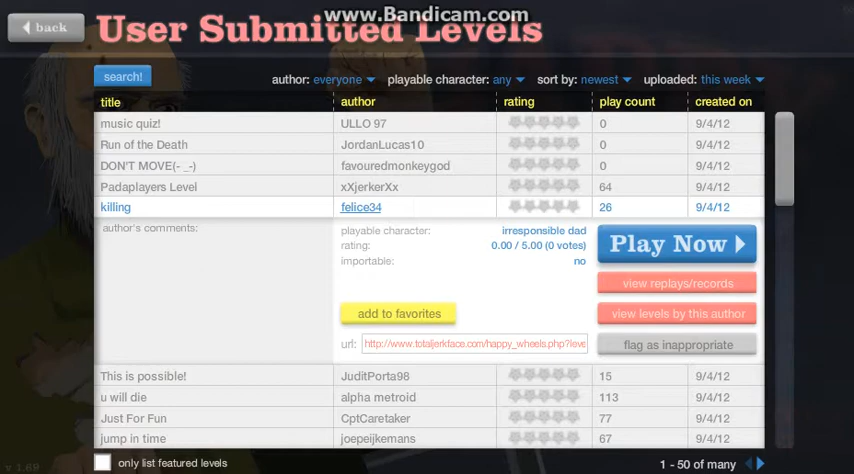 www.Bandicam.com
back
User Submitted Levels
search!
author: everyone playable character: any sort by: newest uploaded: this week
title author rating play count created on
music quiz! ULLO 97 0 9/4/12
Run of the Death JordanLucas10 0 9/4/12
DON'T MOVE(- _-) favouredmonkeygod 0 9/4/12
Padaplayers Level xXjerkerXx 64 9/4/12
killing felice34 26 9/4/12
author's comments:
playable character: irresponsible dad
rating: 0.00 / 5.00 (0 votes)
importable: no
Play Now
view replays/records
add to favorites
view levels by this author
url: http://www.totaljerkface.com/happy_wheels.php?leve
flag as inappropriate
This is possible! JuditPorta98 15 9/4/12
u will die alpha metroid 113 9/4/12
Just For Fun CptCaretaker 77 9/4/12
jump in time joepeijkemans 67 9/4/12
v 1.69
only list featured levels
1 - 50 of many